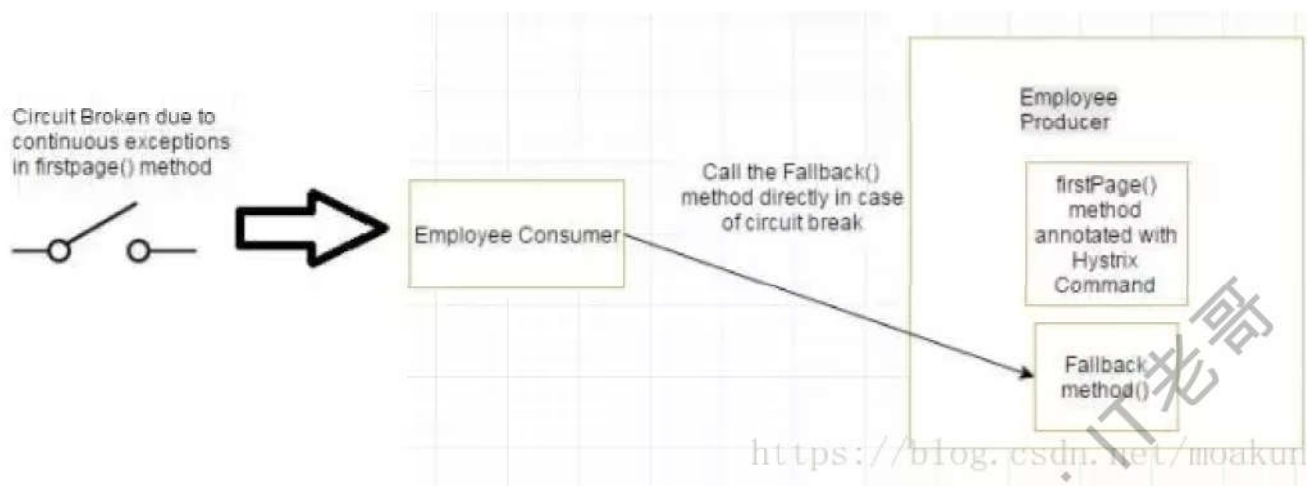 Circuit Broken due to
continuous exceptions
in firstpage() method
Employee Consumer
Call the Fallback()
method directly in case
of circuit break
Employee
Producer
firstPage()
method
annotated with
Hystrix
Command
Fallback
method()
https://blog.csdn.net/moakun
. IT老哥